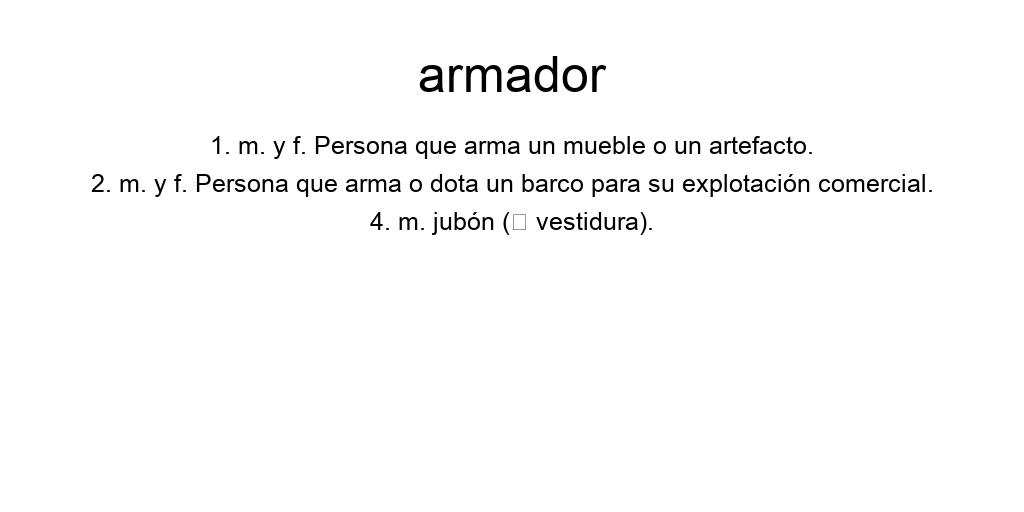 armador
1. m. y f. Persona que arma un mueble o un artefacto.
2. m. y f. Persona que arma o dota un barco para su explotación comercial.
4. m. jubón (□ vestidura).